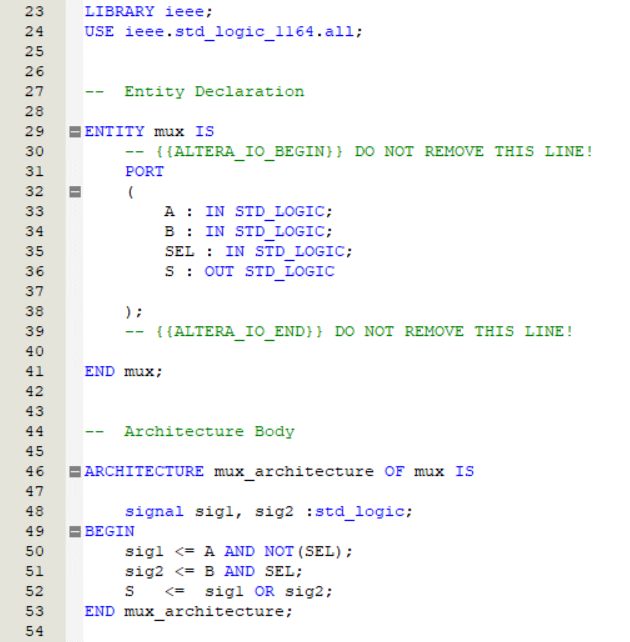 23 LIBRARY ieee;
24 USE ieee.std_logic_1164.all;
25
26
27 -- Entity Declaration
28
29 ENTITY mux IS
30 -- {{ALTERA_IO_BEGIN}} DO NOT REMOVE THIS LINE!
31 PORT
32 (
33 A : IN STD_LOGIC;
34 B : IN STD_LOGIC;
35 SEL : IN STD_LOGIC;
36 S : OUT STD_LOGIC
37
38 );
39 -- {{ALTERA_IO_END}} DO NOT REMOVE THIS LINE!
40
41 END mux;
42
43
44 -- Architecture Body
45
46 ARCHITECTURE mux_architecture OF mux IS
47
48 signal sig1, sig2 :std_logic;
49 BEGIN
50 sig1 <= A AND NOT(SEL);
51 sig2 <= B AND SEL;
52 S <= sig1 OR sig2;
53 END mux_architecture;
54